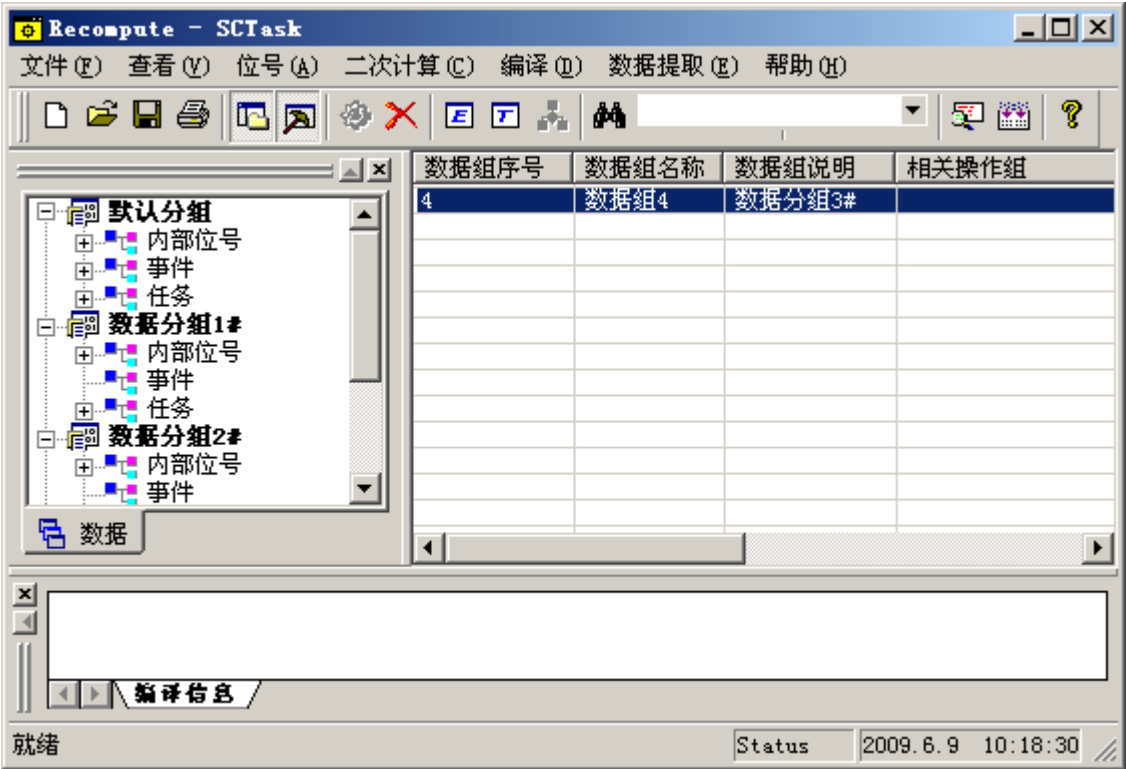 Recompute - SCTask
文件(F) 查看(V) 位号(A) 二次计算(C) 编译(D) 数据提取(E) 帮助(H)
E T ?
数据组序号 数据组名称 数据组说明 相关操作组
4 数据组4 数据分组3#
默认分组
内部位号
事件
任务
数据分组1#
内部位号
事件
任务
数据分组2#
内部位号
事件
数据
编译信息
就绪 Status 2009.6.9 10:18:30